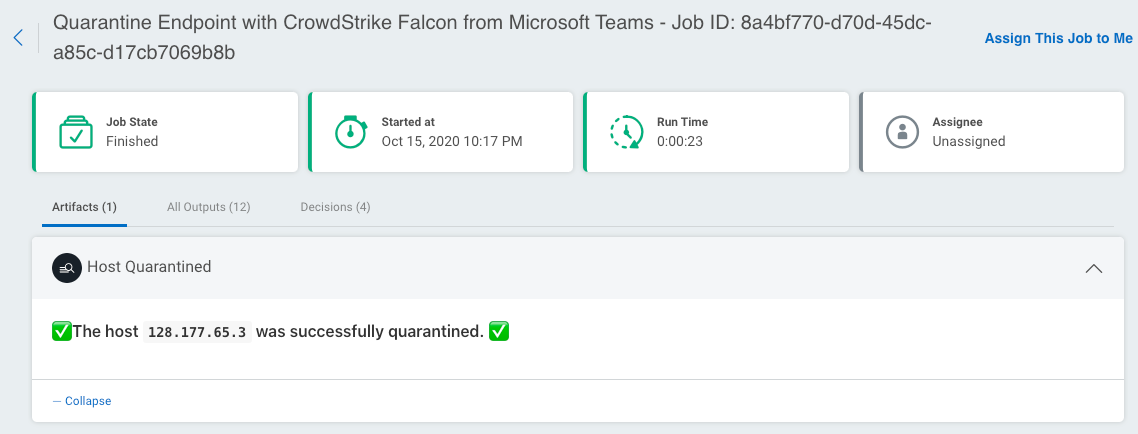 Quarantine Endpoint with CrowdStrike Falcon from Microsoft Teams - Job ID: 8a4bf770-d70d-45dc-
a85c-d17cb7069b8b
Assign This Job to Me
Job State
Finished
Started at
Oct 15, 2020 10:17 PM
Run Time
0:00:23
Assignee
Unassigned
Artifacts (1)
All Outputs (12)
Decisions (4)
Host Quarantined
✅The host 128.177.65.3 was successfully quarantined. ✅
— Collapse